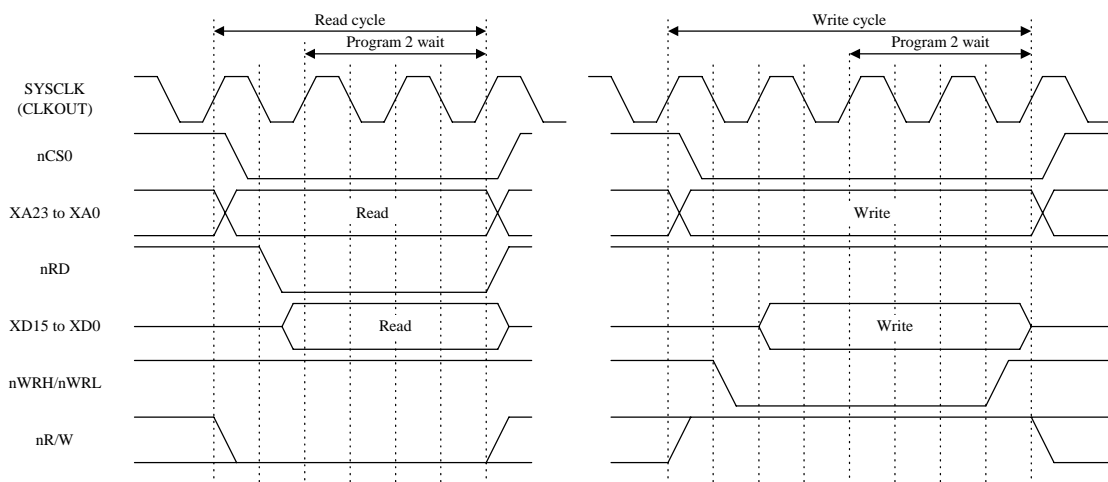 Read cycle
Write cycle
Program 2 wait
Program 2 wait
SYSCLK
(CLKOUT)
nCS0
XA23 to XA0
Read
Write
nRD
XD15 to XD0
Read
Write
nWRH/nWRL
nR/W